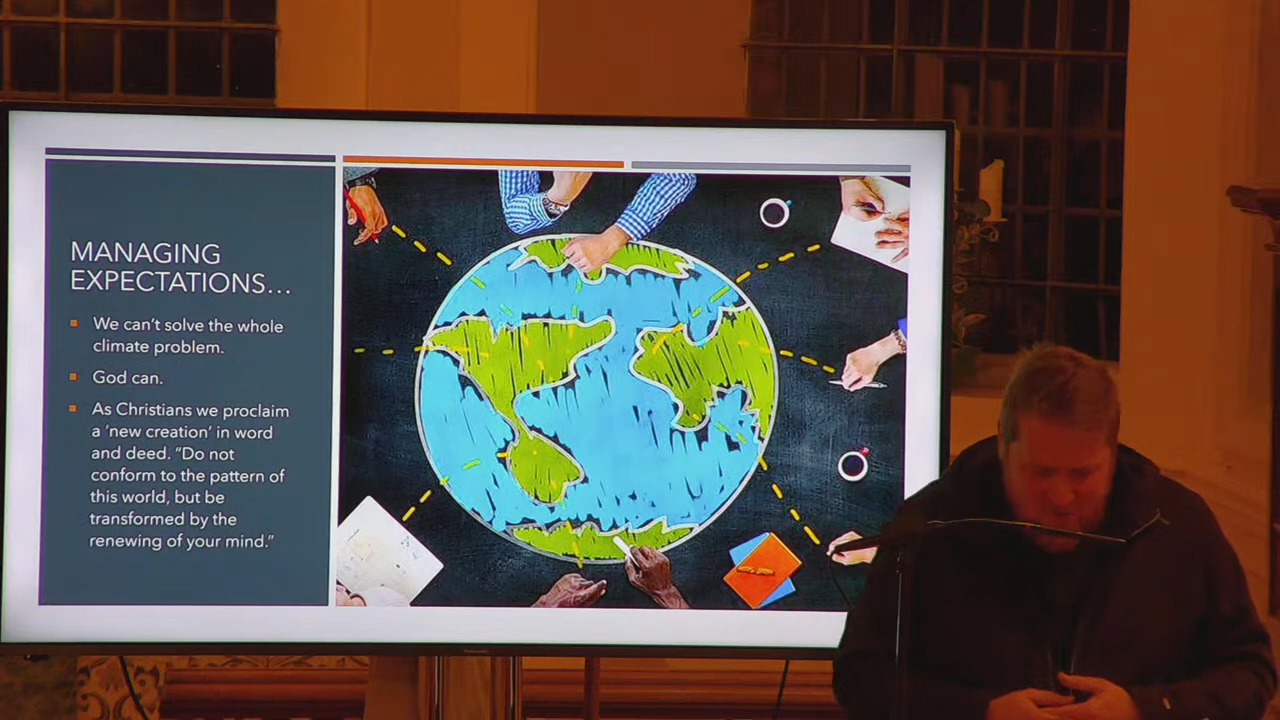 MANAGING
EXPECTATIONS...
We can't solve the whole
climate problem.
God can.
As Christians we proclaim
a 'new creation' in word
and deed. "Do not
conform to the pattern of
this world, but be
transformed by the
renewing of your mind."